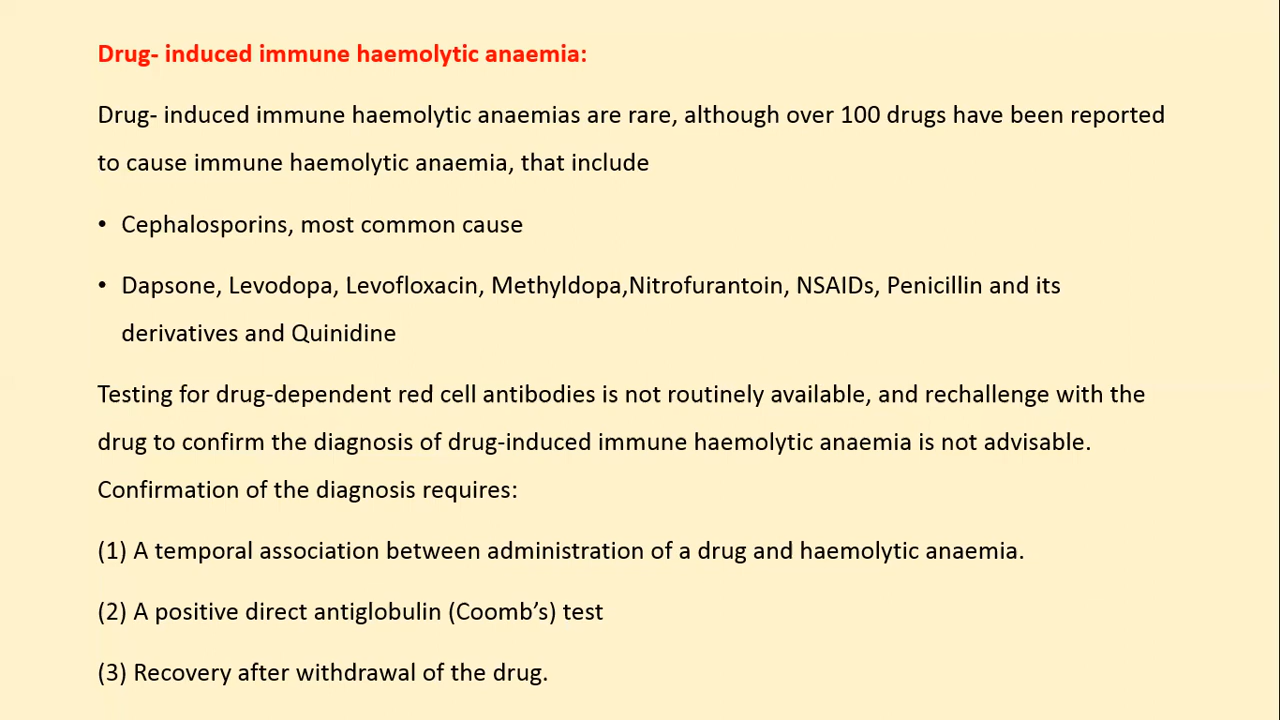 Drug- induced immune haemolytic anaemia:
Drug- induced immune haemolytic anaemias are rare, although over 100 drugs have been reported
to cause immune haemolytic anaemia, that include
• Cephalosporins, most common cause
• Dapsone, Levodopa, Levofloxacin, Methyldopa,Nitrofurantoin, NSAIDs, Penicillin and its
derivatives and Quinidine
Testing for drug-dependent red cell antibodies is not routinely available, and rechallenge with the
drug to confirm the diagnosis of drug-induced immune haemolytic anaemia is not advisable.
Confirmation of the diagnosis requires:
(1) A temporal association between administration of a drug and haemolytic anaemia.
(2) A positive direct antiglobulin (Coomb’s) test
(3) Recovery after withdrawal of the drug.